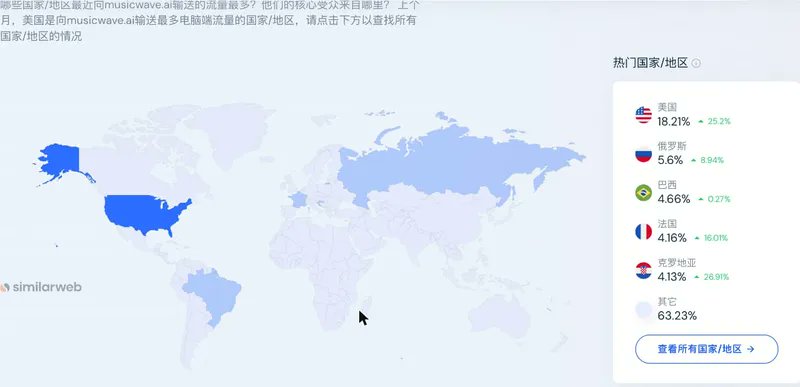 哪些国家/地区最近向musicwave.ai输送的流量最多？他们的核心受众来自哪里？ 上个
月，美国是向musicwave.ai输送最多电脑端流量的国家/地区，请点击下方以查找所有
国家/地区的情况
热门国家/地区
美国
18.21% 25.2%
俄罗斯
5.6% 8.94%
巴西
4.66% 0.27%
法国
4.16% 16.01%
克罗地亚
4.13% 26.91%
其它
63.23%
查看所有国家/地区 →
similarweb